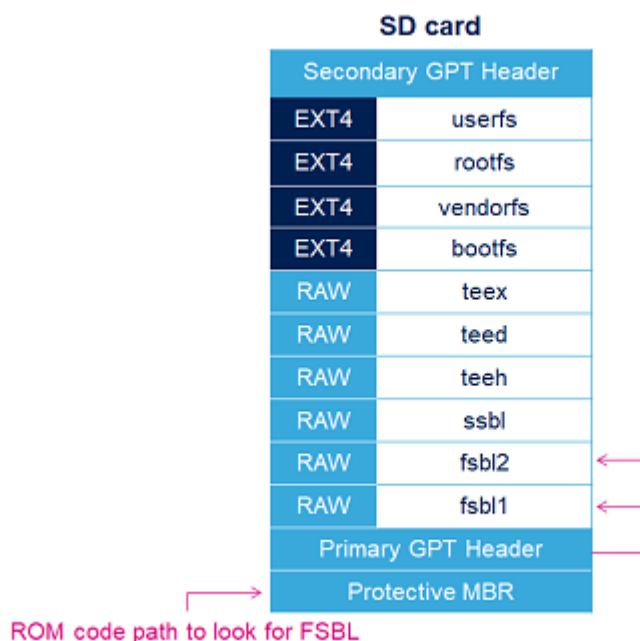 SD card
Secondary GPT Header
EXT4 userfs
EXT4 rootfs
EXT4 vendorfs
EXT4 bootfs
RAW teex
RAW teed
RAW teeh
RAW ssbl
RAW fsbl2
RAW fsbl1
Primary GPT Header
Protective MBR
ROM code path to look for FSBL